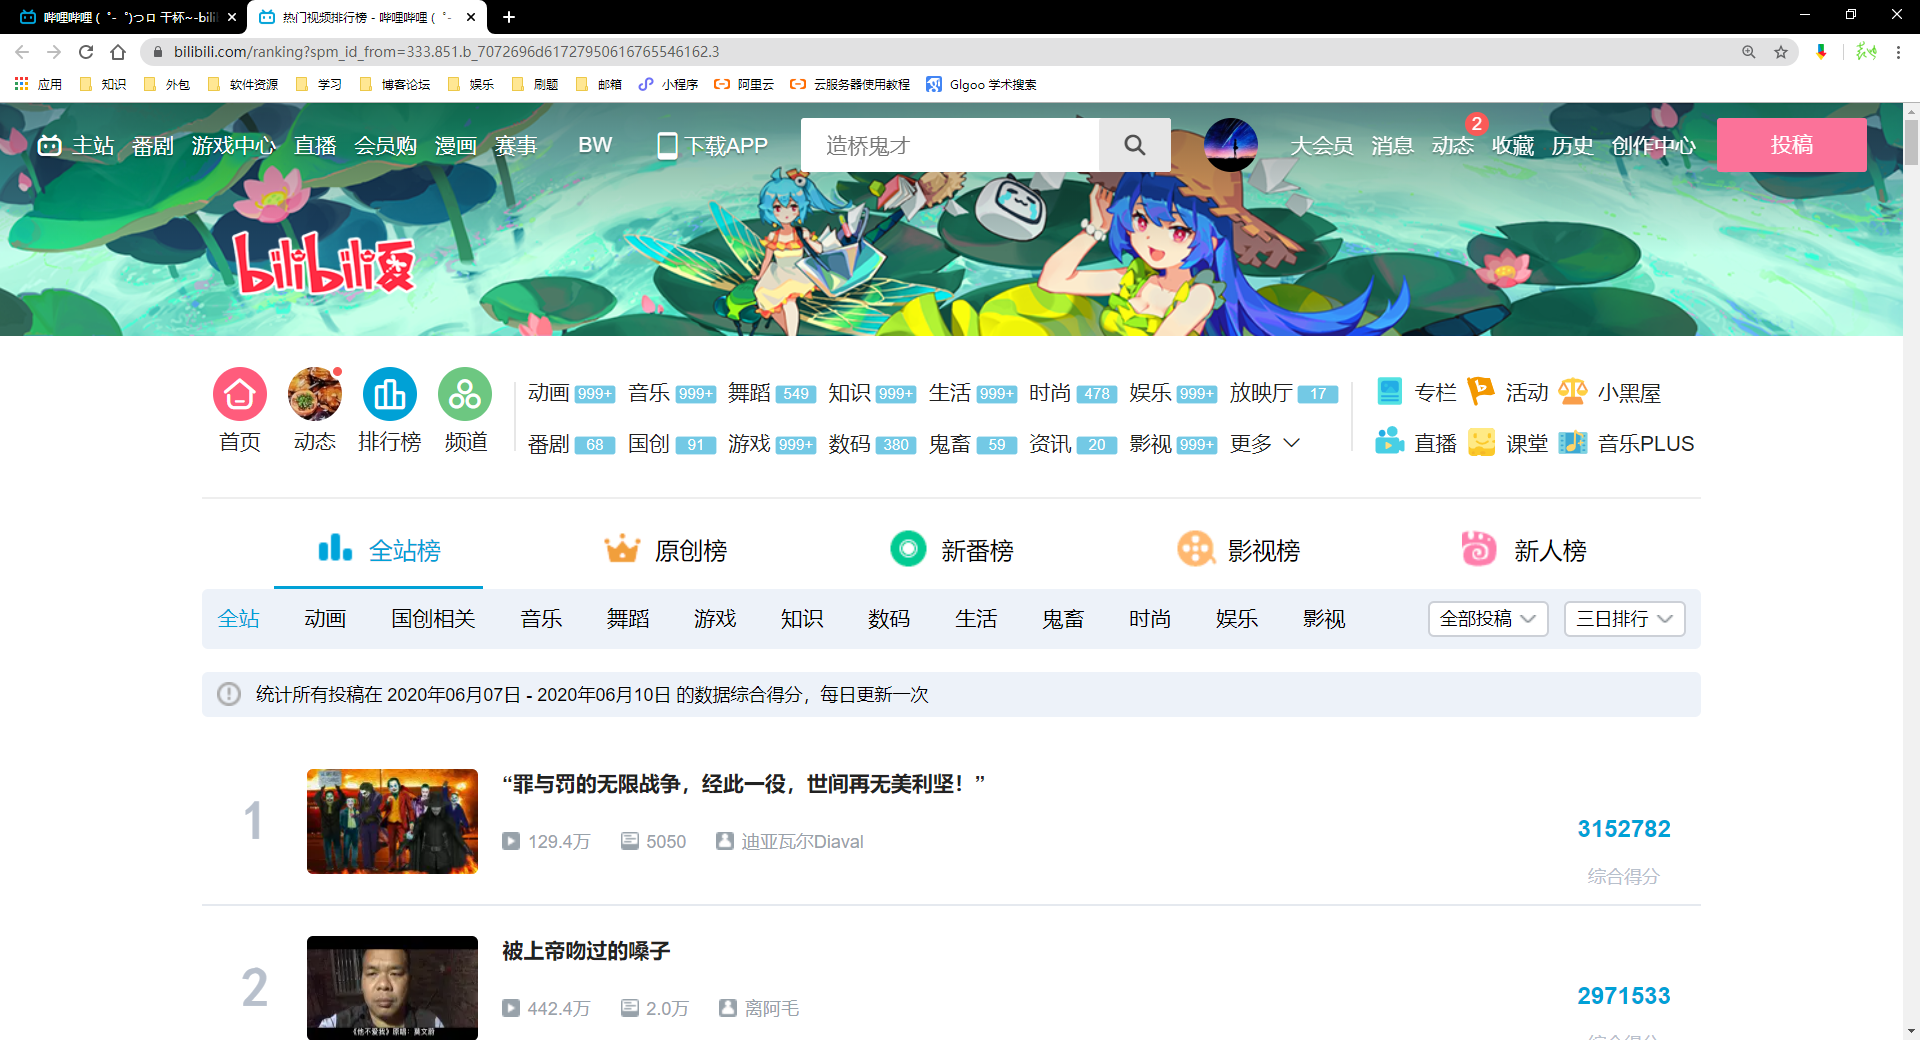 哔哩哔哩 ( ゜- ゜)つロ 干杯~-bili
热门视频排行榜 - 哔哩哔哩 ( ゜-
bilibili.com/ranking?spm_id_from=333.851.b_7072696d61727950616765546162.3
应用 知识 外包 软件资源 学习 博客论坛 娱乐 刷题 邮箱 小程序 阿里云 云服务器使用教程 Glgoo 学术搜索
主站 番剧 游戏中心 直播 会员购 漫画 赛事 BW 下载APP 造桥鬼才 大会员 消息 动态 2 收藏 历史 创作中心 投稿
bilibili夏
首页 动态 排行榜 频道
动画 999+ 音乐 999+ 舞蹈 549 知识 999+ 生活 999+ 时尚 478 娱乐 999+ 放映厅 17
番剧 68 国创 91 游戏 999+ 数码 380 鬼畜 59 资讯 20 影视 999+ 更多
专栏 活动 小黑屋
直播 课堂 音乐PLUS
全站榜 原创榜 新番榜 影视榜 新人榜
全站 动画 国创相关 音乐 舞蹈 游戏 知识 数码 生活 鬼畜 时尚 娱乐 影视 全部投稿 三日排行
统计所有投稿在 2020年06月07日 - 2020年06月10日 的数据综合得分，每日更新一次
1
“罪与罚的无限战争，经此一役，世间再无美利坚！”
129.4万 5050 迪亚瓦尔Diaval
3152782
综合得分
2
《他不爱我》原唱：莫文蔚
被上帝吻过的嗓子
442.4万 2.0万 离阿毛
2971533
综合得分